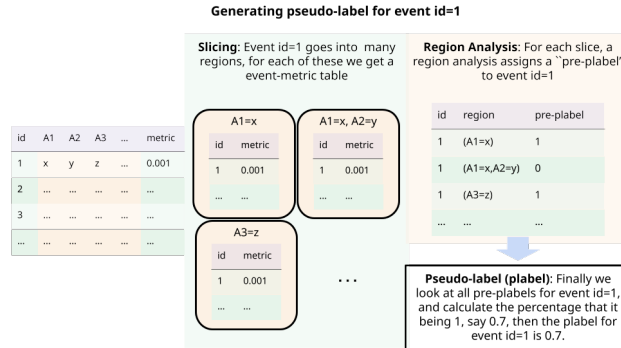 Generating pseudo-label for event id=1
Slicing: Event id=1 goes into many
regions, for each of these we get a
event-metric table
Region Analysis: For each slice, a
region analysis assigns a ``pre-plabel'
to event id=1
id A1 A2 A3 ... metric
1 x y z ... 0.001
2 ... ... ... ... ...
3 ... ... ... ... ...
... ... ... ... ... ...
A1=x
id metric
1 0.001
... ...
A1=x, A2=y
id metric
1 0.001
... ...
A3=z
id metric
1 0.001
... ...
...
id region pre-plabel
1 (A1=x) 1
1 (A1=x,A2=y) 0
1 (A3=z) 1
... ... ...
Pseudo-label (plabel): Finally we
look at all pre-plabels for event id=1,
and calculate the percentage that it
being 1, say 0.7, then the plabel for
event id=1 is 0.7.